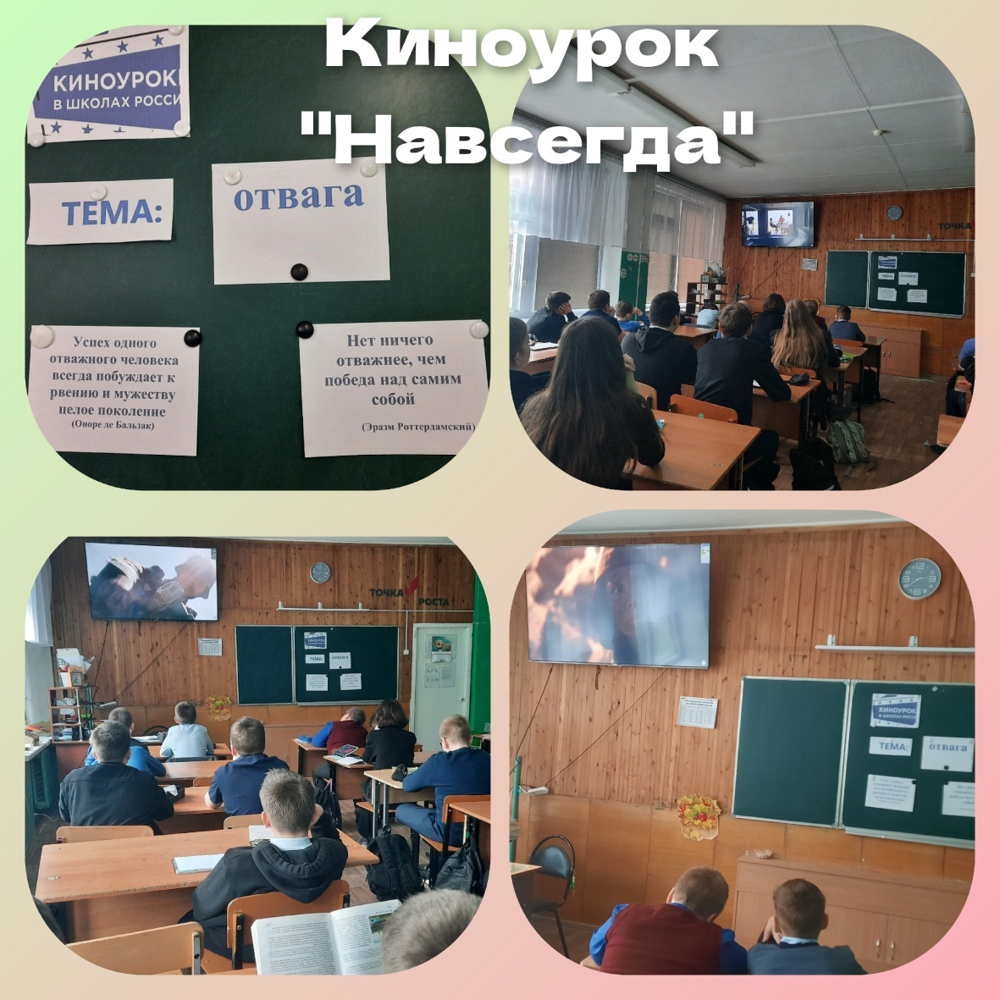 Киноурок
"Навсегда"
КИНОУРОК
В ШКОЛАХ РОССИ
ТЕМА:
отвага
Успех одного
отважного человека
всегда побуждает к
рвению и мужеству
целое поколение
(Оноре де Бальзак)
Нет ничего
отважнее, чем
победа над самим
собой
(Эразм Роттердамский)
ТОЧКА
ТЕМА:
отвага
ТОЧКА
РОСТА
КИНОУРОК
ТЕМА:
отвага
КИНОУРОК
В ШКОЛАХ РОССИ
ТЕМА:
отвага